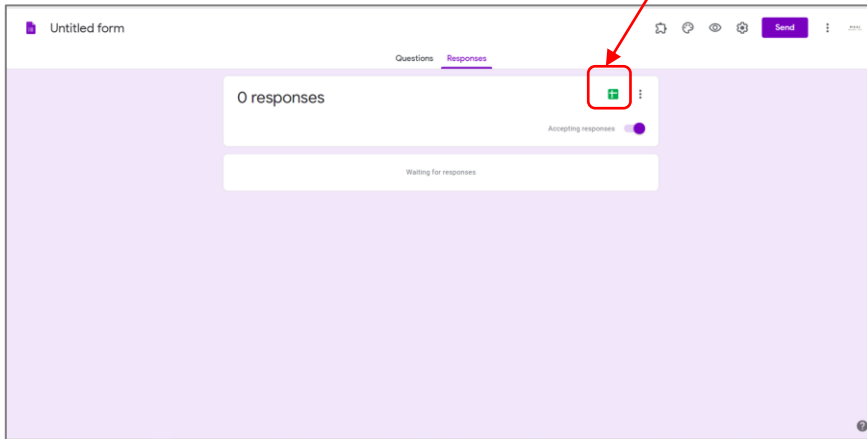 Untitled form
Send
Questions Responses
0 responses
Accepting responses
Waiting for responses